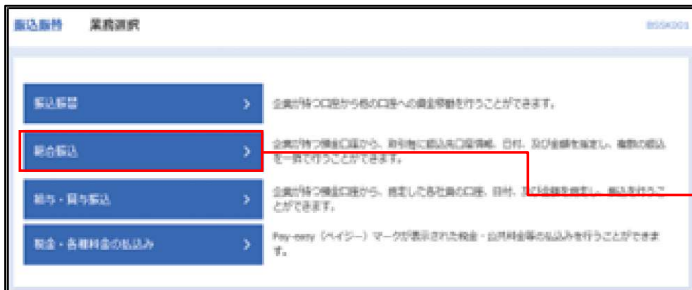 振込振替 業務選択
BSSK001
振込振替
企業が持つ口座から他の口座への資金移動を行うことができます。
総合振込
企業が持つ預金口座から、取引毎に振込先口座情報、日付、及び金額を指定し、複数の振込
を一括で行うことができます。
給与・賞与振込
企業が持つ預金口座から、指定した各社員の口座、日付、及び金額を指定し、振込を行うこ
とができます。
税金・各種料金の払込み
Pay-easy（ペイジー）マークが表示された税金・公共料金等の払込みを行うことができま
す。